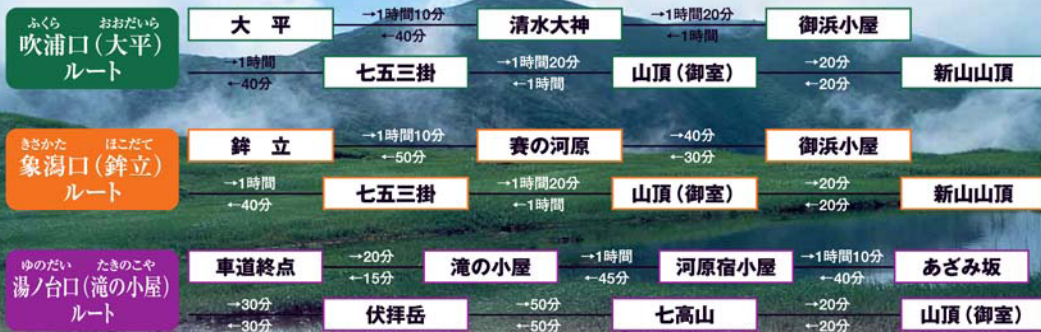 ふくら おおだいら
吹浦口(大平)
ルート
大 平 →1時間10分 ←40分 清水大神 →1時間20分 ←1時間 御浜小屋
→1時間 ←40分 七五三掛 →1時間20分 ←1時間 山頂(御室) →20分 ←20分 新山山頂
きさかた ほこだて
象潟口(鉾立)
ルート
鉾 立 →1時間10分 ←50分 賽の河原 →40分 ←30分 御浜小屋
→1時間 ←40分 七五三掛 →1時間20分 ←1時間 山頂(御室) →20分 ←20分 新山山頂
ゆのだい たきのこや
湯ノ台口(滝の小屋)
ルート
車道終点 →20分 ←15分 滝の小屋 →1時間 ←45分 河原宿小屋 →1時間10分 ←40分 あざみ坂
→30分 ←30分 伏拝岳 →50分 ←50分 七高山 →20分 ←20分 山頂(御室)